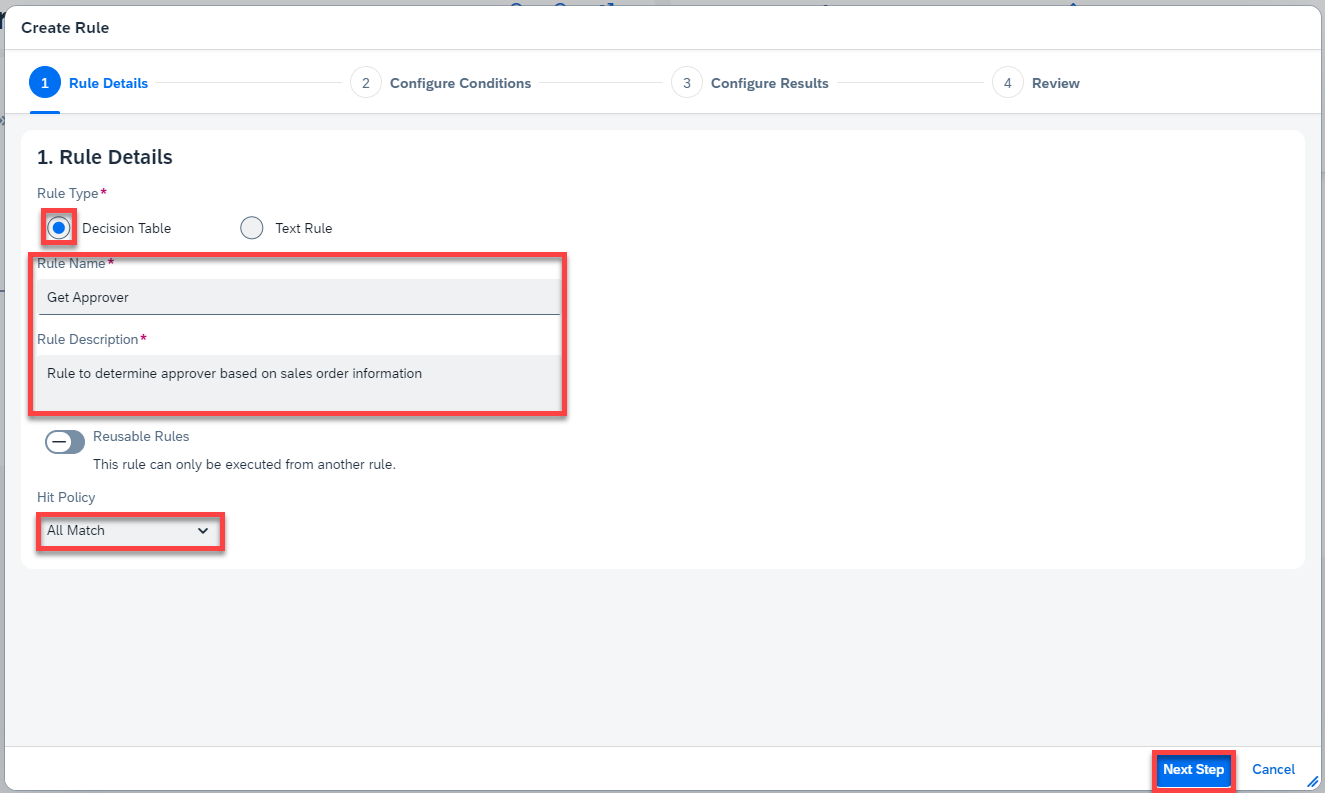 Create Rule
1 Rule Details 2 Configure Conditions 3 Configure Results 4 Review
1. Rule Details
Rule Type*
Decision Table Text Rule
Rule Name*
Get Approver
Rule Description*
Rule to determine approver based on sales order information
Reusable Rules
This rule can only be executed from another rule.
Hit Policy
All Match
Next Step Cancel